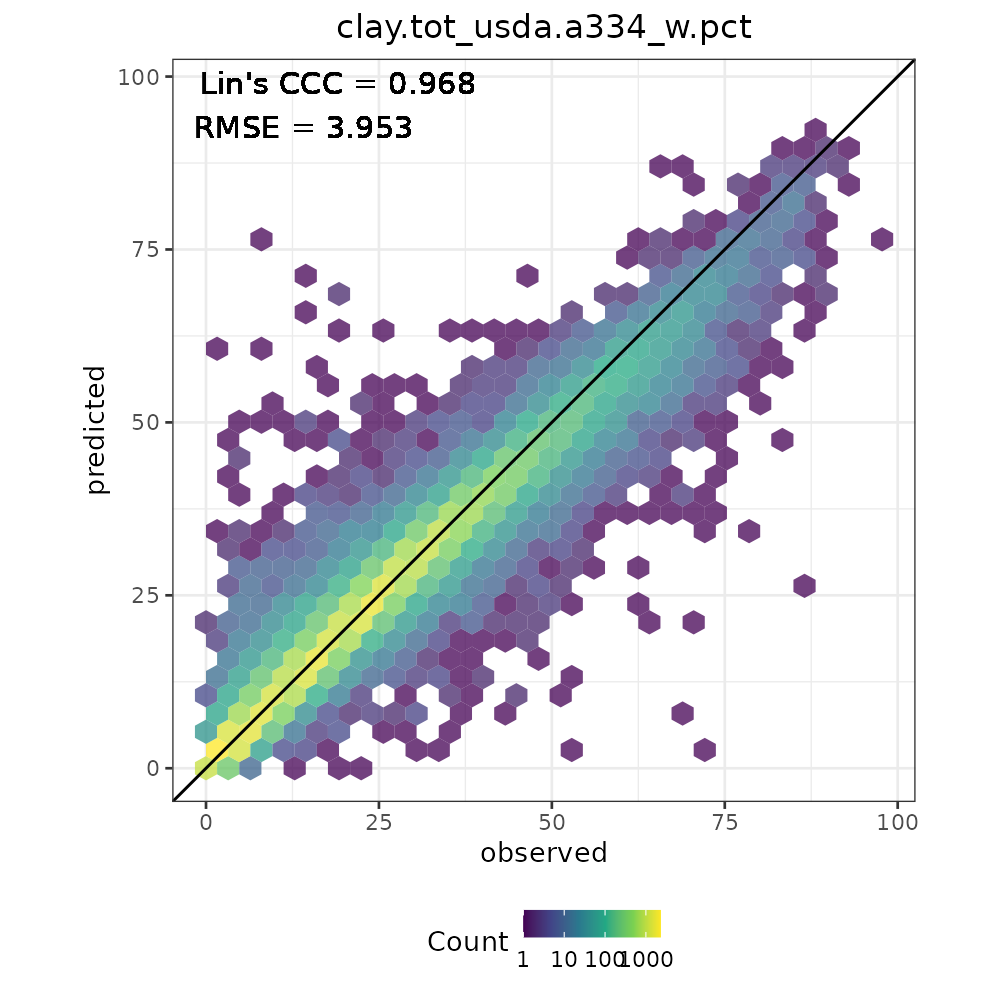 clay.tot_usda.a334_w.pct
Lin's CCC = 0.968
RMSE = 3.953
100
75
50
25
0
predicted
0 25 50 75 100
observed
Count
1 10 100 1000